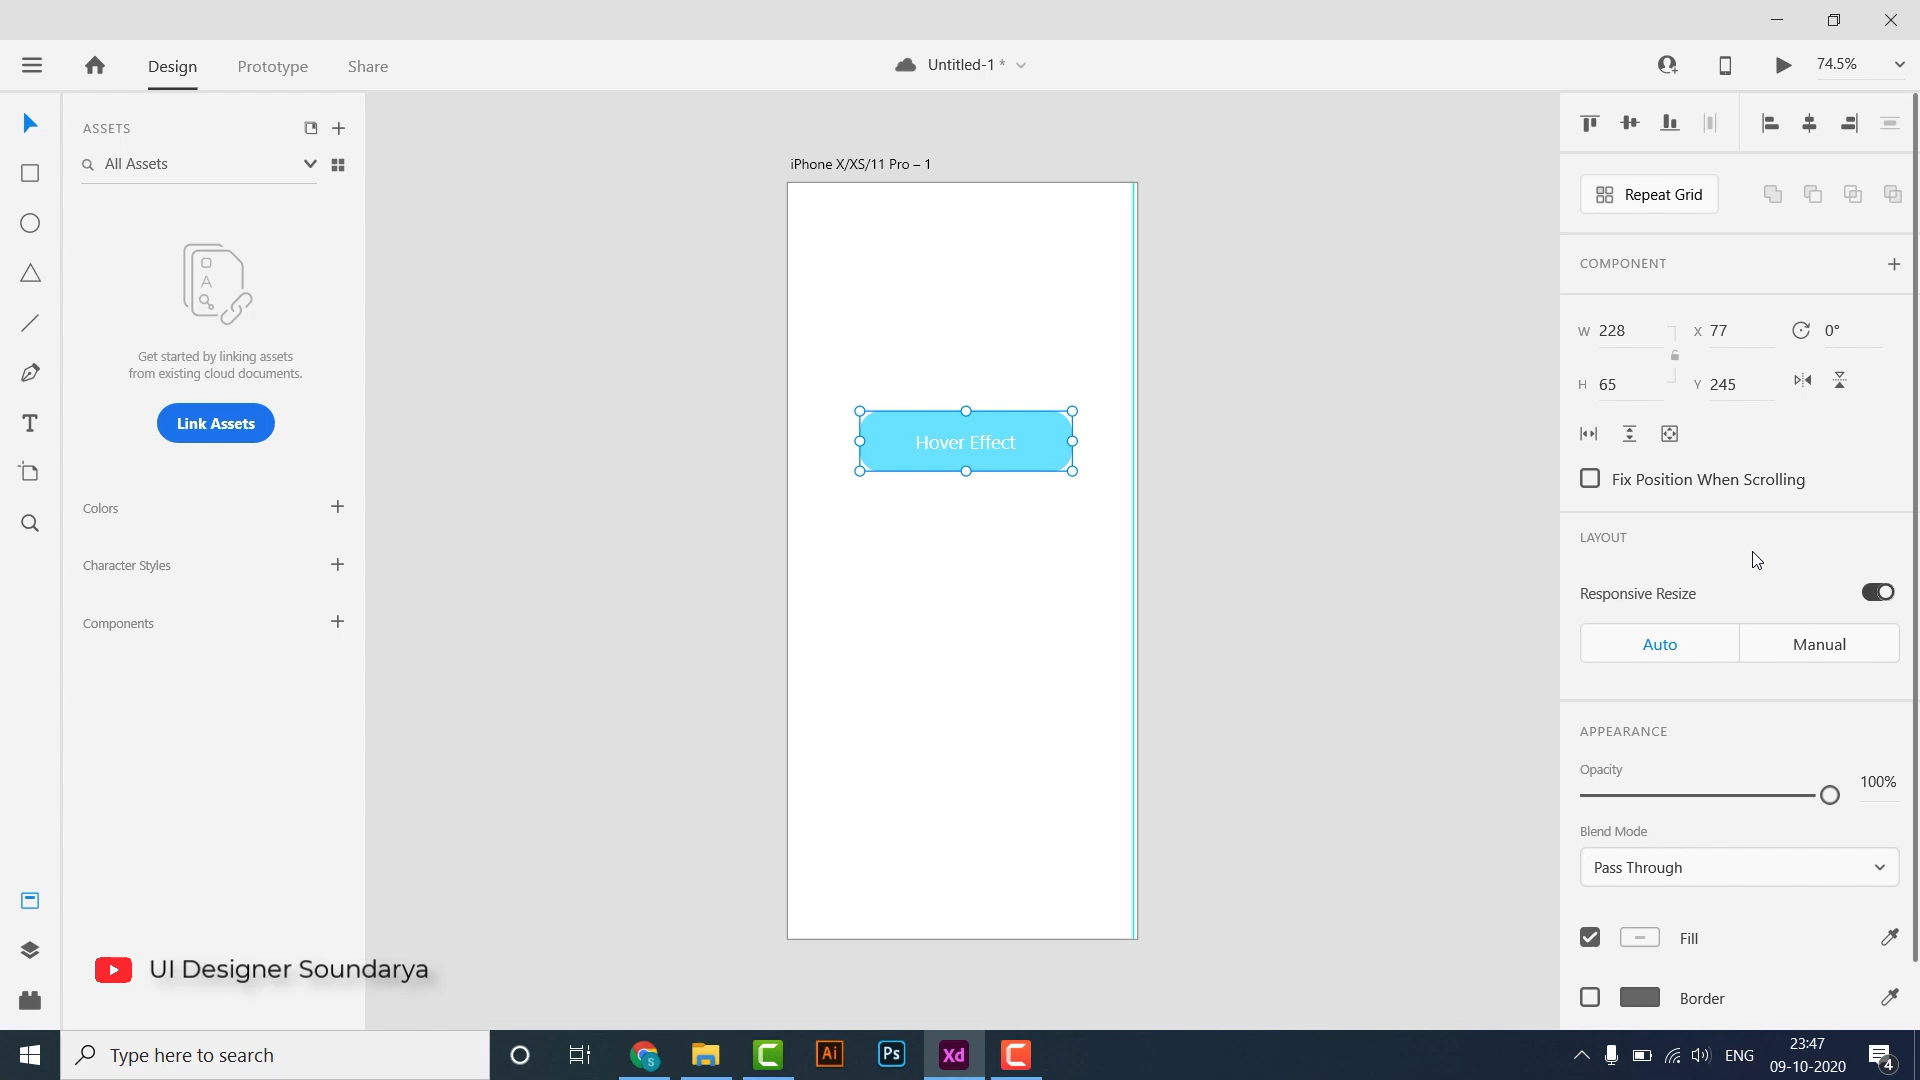 Design
Prototype
Share
Untitled-1 *
74.5%
ASSETS
All Assets
Get started by linking assets
from existing cloud documents.
Link Assets
Colors
Character Styles
Components
UI Designer Soundarya
iPhone X/XS/11 Pro – 1
Hover Effect
Repeat Grid
COMPONENT
W 228
X 77
0°
H 65
Y 245
Fix Position When Scrolling
LAYOUT
Responsive Resize
Auto
Manual
APPEARANCE
Opacity
100%
Blend Mode
Pass Through
Fill
Border
Type here to search
S
Ai
Ps
Xd
ENG
23:47
09-10-2020
4